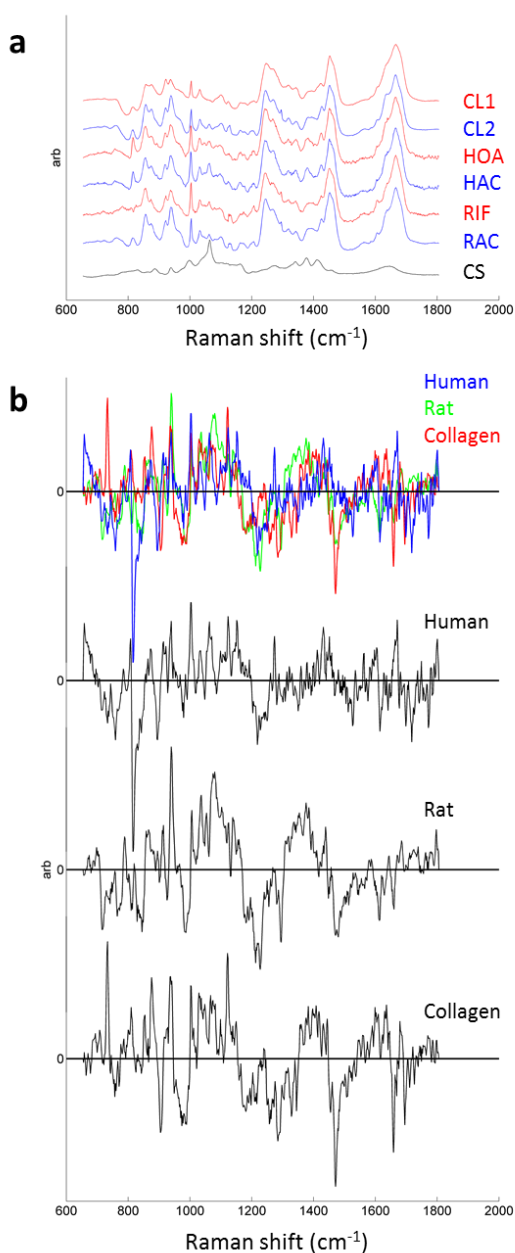 a
CL1
CL2
HOA
HAC
RIF
RAC
CS
arb
600 800 1000 1200 1400 1600 1800 2000
Raman shift (cm⁻¹)
b
Human
Rat
Collagen
0
Human
0
Rat
0
arb
Collagen
0
600 800 1000 1200 1400 1600 1800 2000
Raman shift (cm⁻¹)